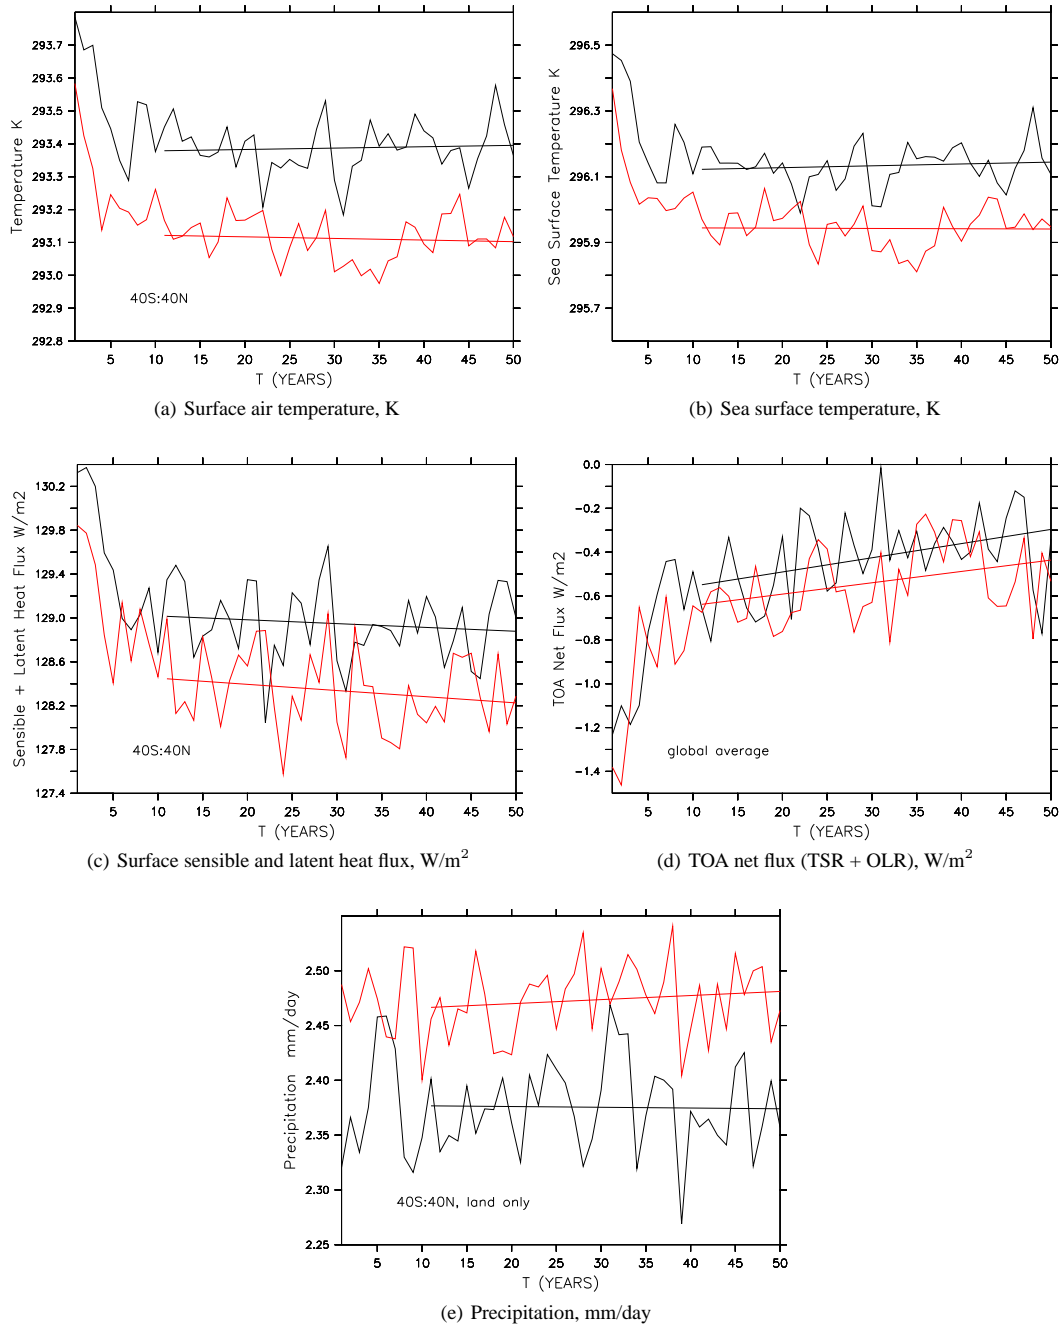 293.7
293.6
293.5
293.4
293.3
293.2
293.1
293.0
292.9
292.8
Temperature K
40S:40N
5 10 15 20 25 30 35 40 45 50
T (YEARS)
(a) Surface air temperature, K
296.5
296.3
296.1
295.9
295.7
Sea Surface Temperature K
5 10 15 20 25 30 35 40 45 50
T (YEARS)
(b) Sea surface temperature, K
130.2
129.8
129.4
129.0
128.6
128.2
127.8
127.4
Sensible + Latent Heat Flux W/m2
40S:40N
5 10 15 20 25 30 35 40 45 50
T (YEARS)
(c) Surface sensible and latent heat flux, W/m²
0.0
-0.2
-0.4
-0.6
-0.8
-1.0
-1.2
-1.4
TOA Net Flux W/m2
global average
5 10 15 20 25 30 35 40 45 50
T (YEARS)
(d) TOA net flux (TSR + OLR), W/m²
2.50
2.45
2.40
2.35
2.30
2.25
Precipitation mm/day
40S:40N, land only
5 10 15 20 25 30 35 40 45 50
T (YEARS)
(e) Precipitation, mm/day